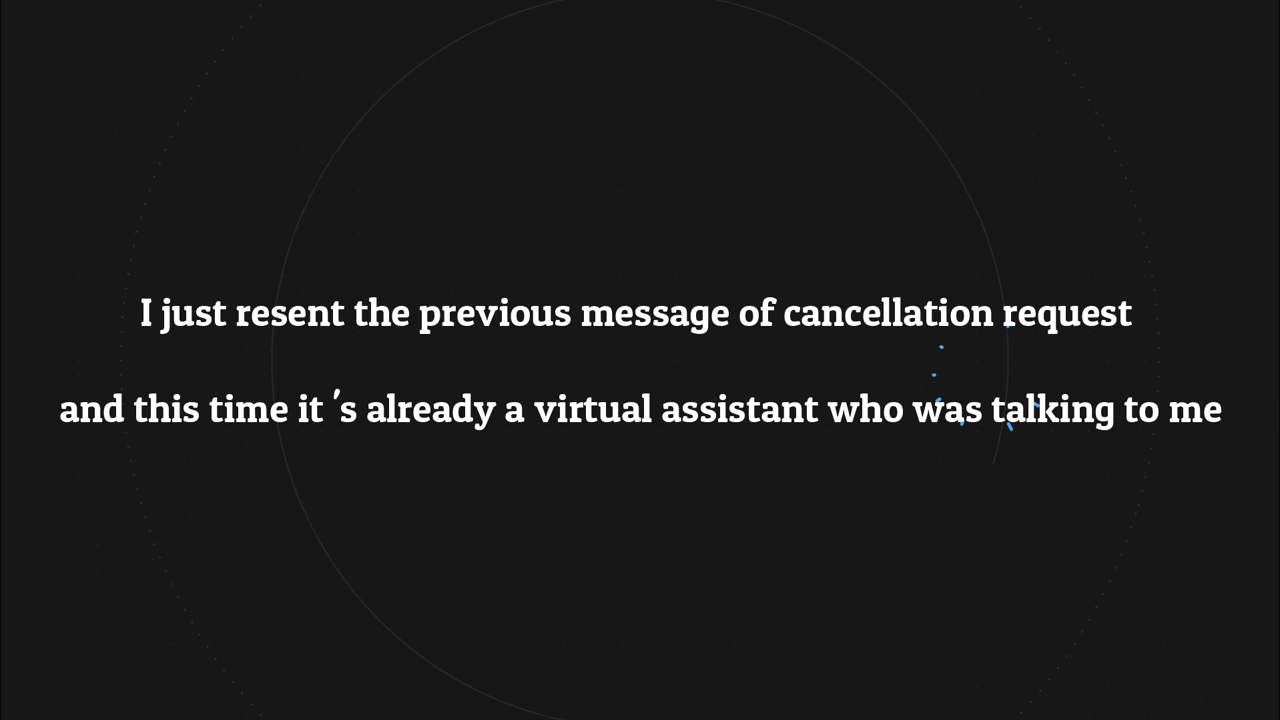 I just resent the previous message of cancellation request
and this time it 's already a virtual assistant who was talking to me